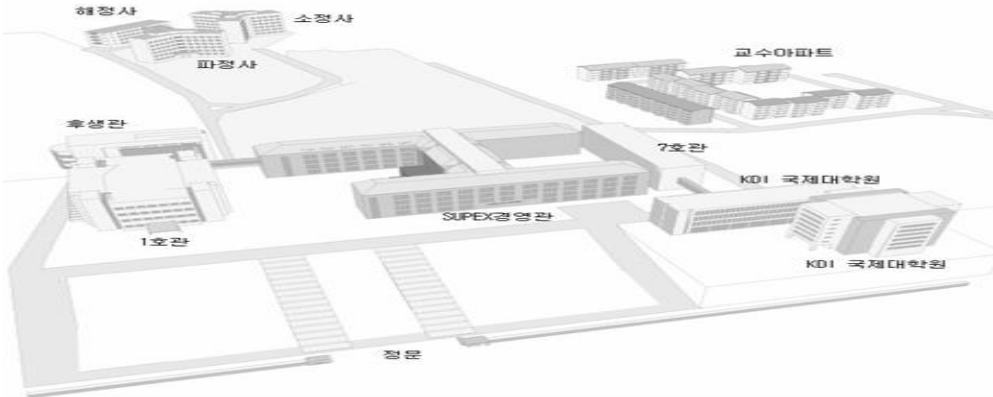 해정사
소정사
파정사
교수아파트
후생관
7호관
KDI 국제대학원
SUPEX경영관
1호관
KDI 국제대학원
정문